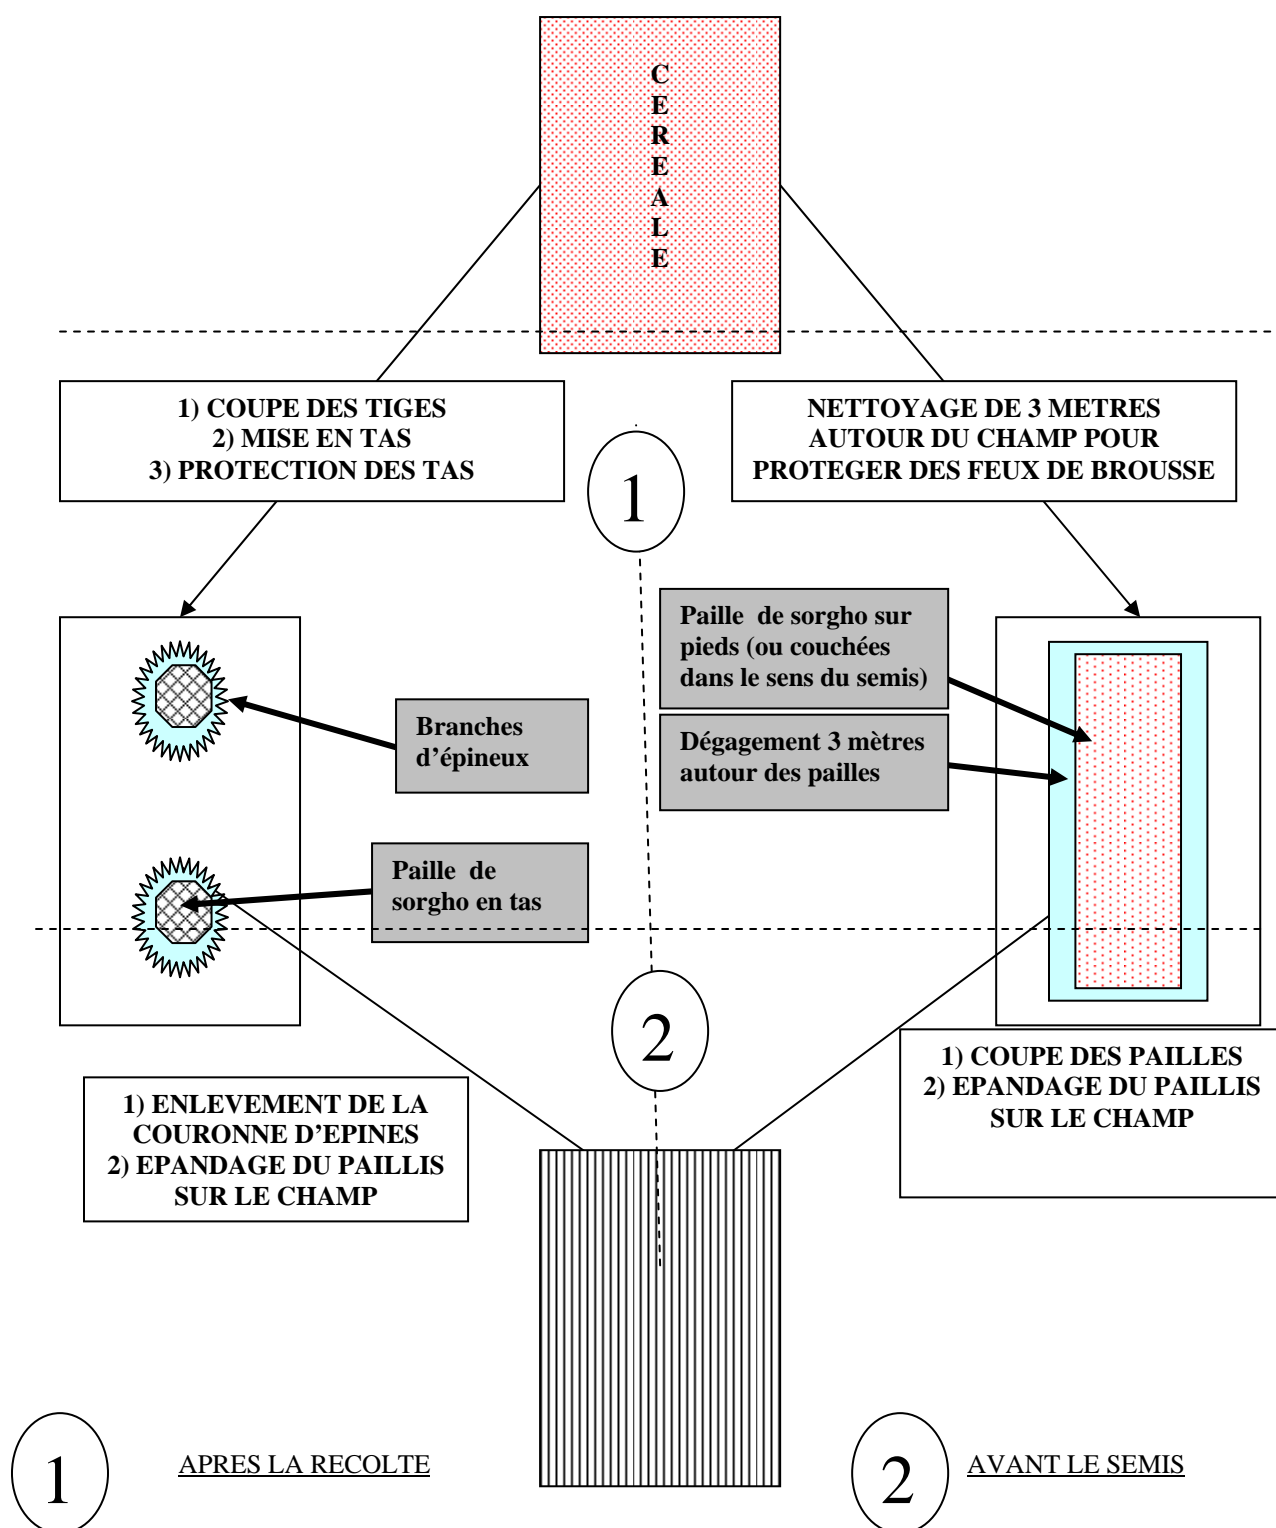 C
E
R
E
A
L
E
1) COUPE DES TIGES
2) MISE EN TAS
3) PROTECTION DES TAS
NETTOYAGE DE 3 METRES
AUTOUR DU CHAMP POUR
PROTEGER DES FEUX DE BROUSSE
1
Paille de sorgho sur
pieds (ou couchées
dans le sens du semis)
Branches
d'épineux
Dégagement 3 mètres
autour des pailles
Paille de
sorgho en tas
2
1) ENLEVEMENT DE LA
COURONNE D'EPINES
2) EPANDAGE DU PAILLIS
SUR LE CHAMP
1) COUPE DES PAILLES
2) EPANDAGE DU PAILLIS
SUR LE CHAMP
1
APRES LA RECOLTE
2
AVANT LE SEMIS